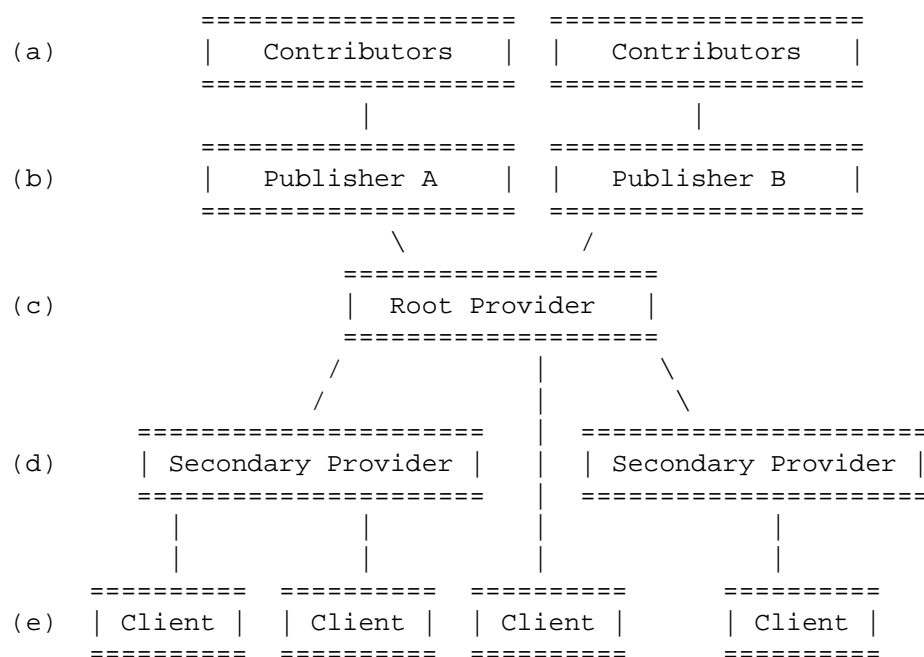 (a) Contributors Contributors
(b) Publisher A Publisher B
(c) Root Provider
(d) Secondary Provider Secondary Provider
(e) Client Client Client Client